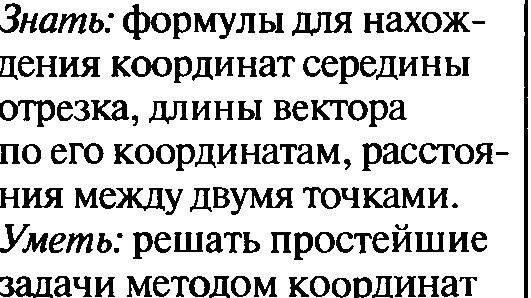 Знать: формулы для нахож-
дения координат середины
отрезка, длины вектора
по его координатам, расстоя-
ния между двумя точками.
Уметь: решать простейшие
задачи методом координат